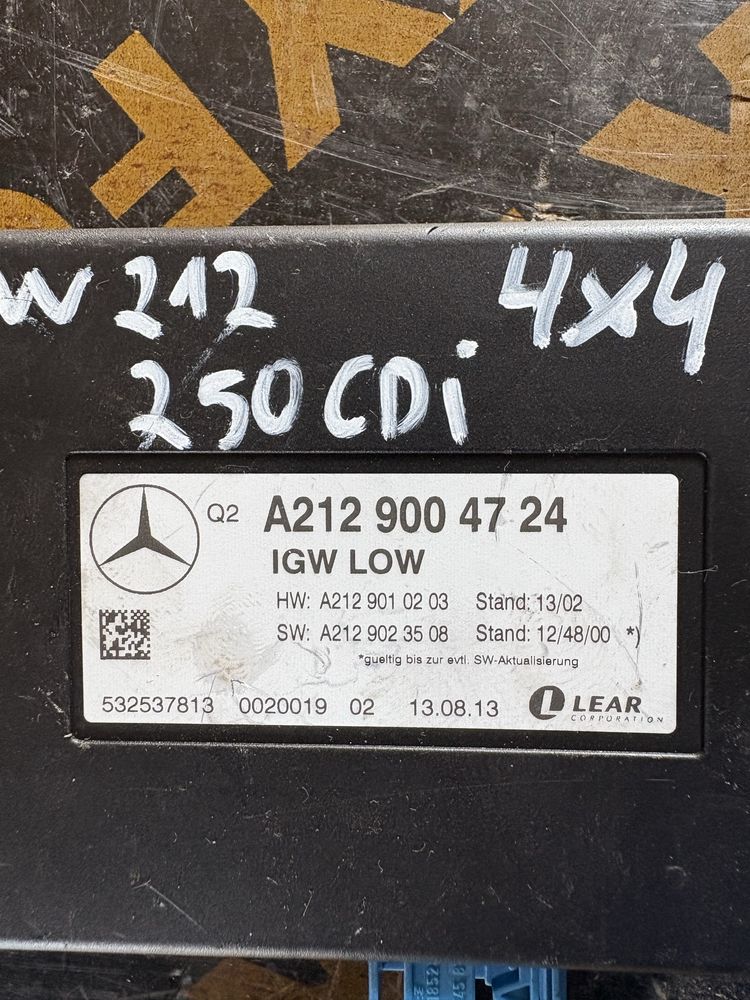 W 212 4x4
250 CDi
Q2 A212 900 47 24
IGW LOW
HW: A212 901 02 03 Stand: 13/02
SW: A212 902 35 08 Stand: 12/48/00 *)
*gueltig bis zur evtl. SW-Aktualisierung
532537813 0020019 02 13.08.13 LEAR
CORPORATION